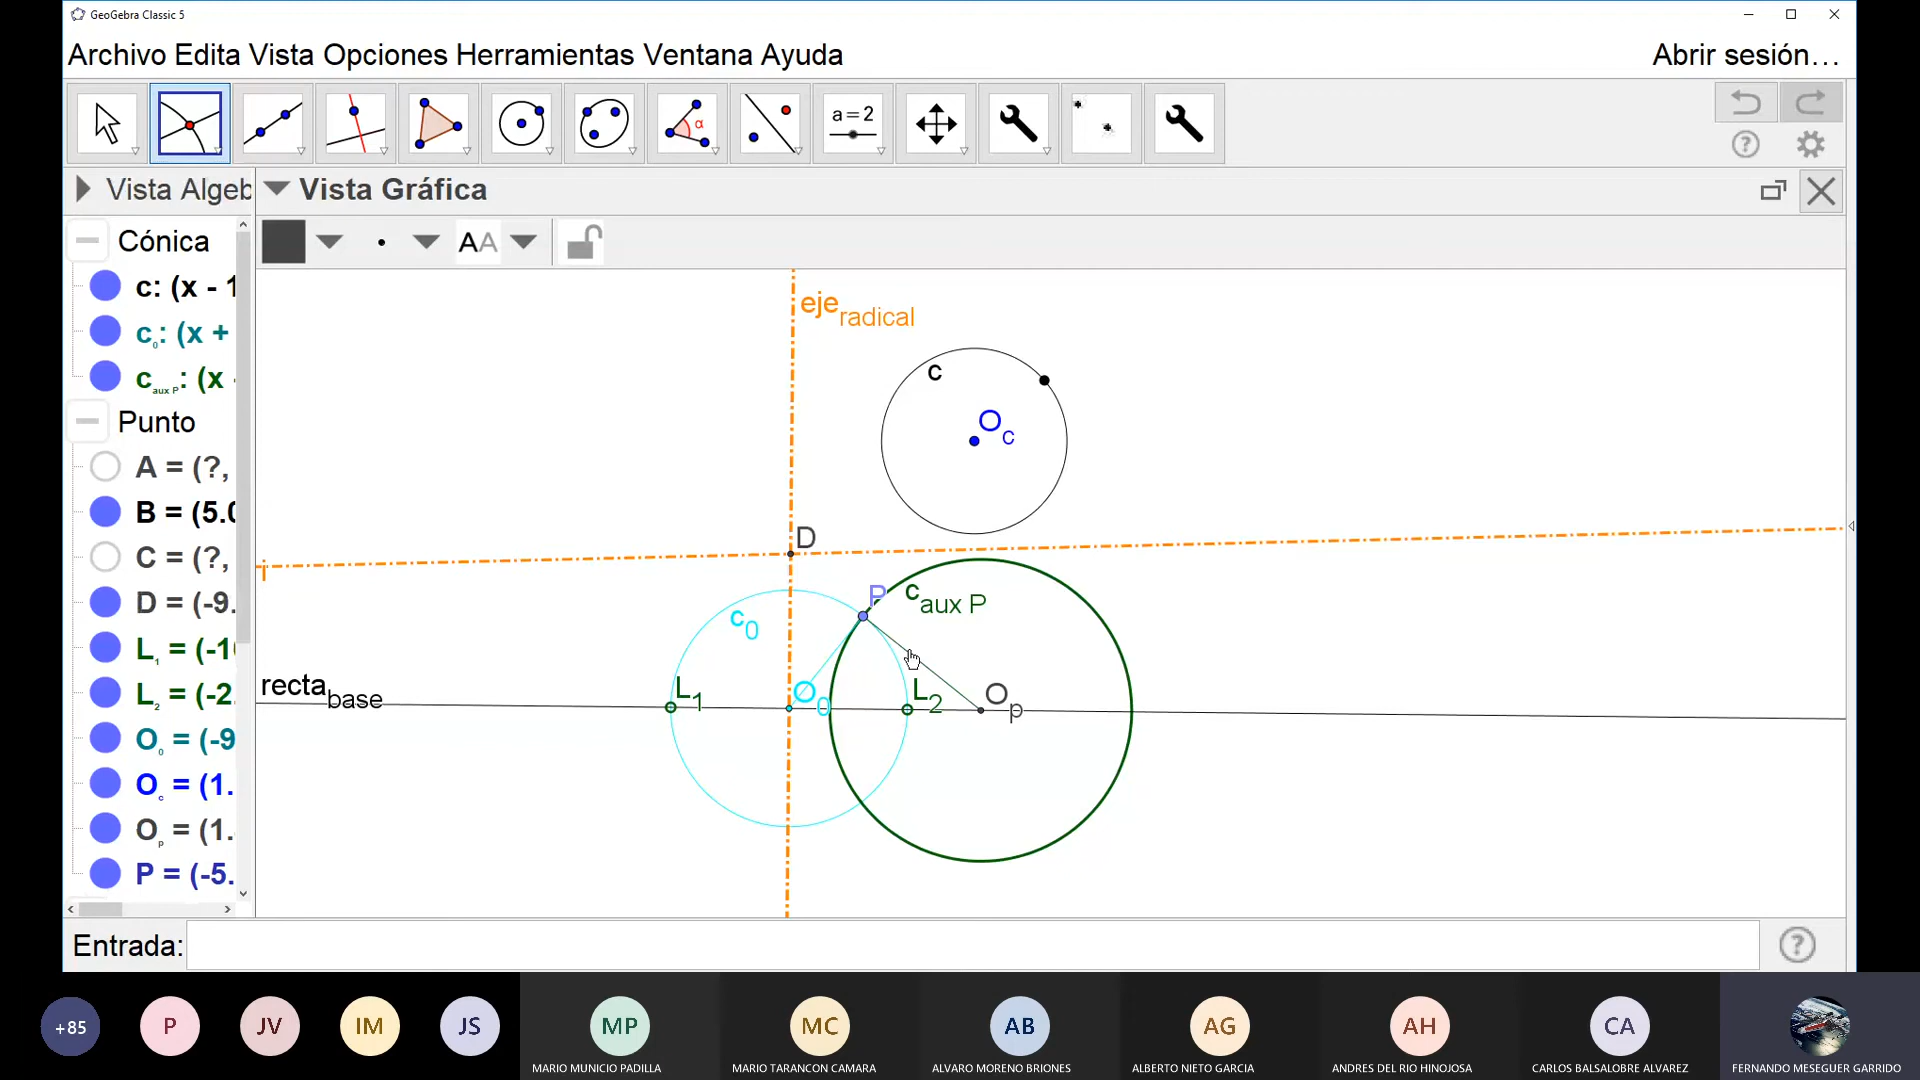 GeoGebra Classic 5
Archivo Edita Vista Opciones Herramientas Ventana Ayuda
Abrir sesión…
α
a = 2
?
Vista Algeb
Vista Gráfica
AA
Cónica
c: (x - 1
c₀: (x +
c aux P: (x -
Punto
A = (?,
B = (5.0
C = (?,
D = (-9.
L₁ = (-10
L₂ = (-2.
O₀ = (-9
O c = (1.
O p = (1.
P = (-5.
eje radical
c
O c
D
i
P
c aux P
c₀
recta base
L₁
O₀
L₂
O p
Entrada:
?
+85
P
JV
IM
JS
MP
MC
AB
AG
AH
CA
MARIO MUNICIO PADILLA
MARIO TARANCON CAMARA
ALVARO MORENO BRIONES
ALBERTO NIETO GARCIA
ANDRES DEL RIO HINOJOSA
CARLOS BALSALOBRE ALVAREZ
FERNANDO MESEGUER GARRIDO